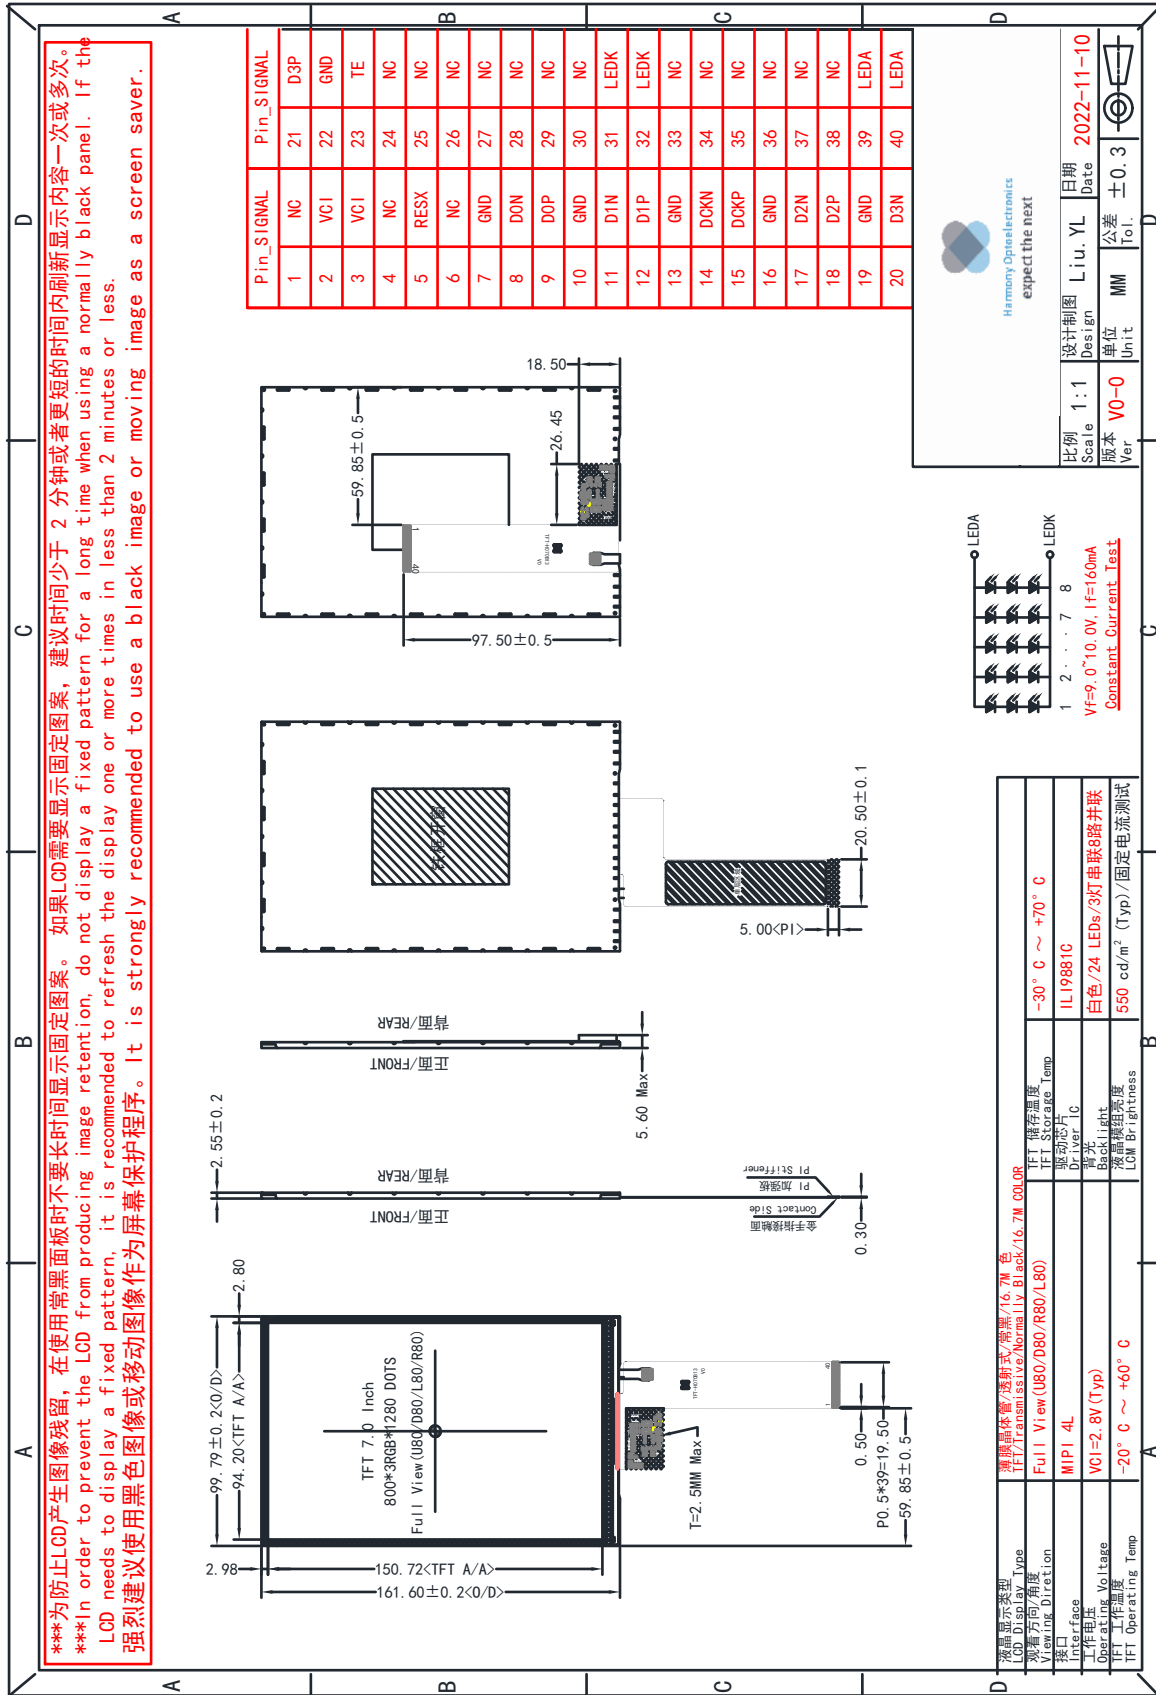 ***为防止LCD产生图像残留，在使用常黑面板时不要长时间显示固定图案。 如果LCD需要显示固定图案，建议时间少于 2 分钟或者更短的时间内刷新显示内容一次或多次。
***In order to prevent the LCD from producing image retention, do not display a fixed pattern for a long time when using a normally black panel. If the
LCD needs to display a fixed pattern, it is recommended to refresh the display one or more times in less than 2 minutes or less.
强烈建议使用黑色图像或移动图像作为屏幕保护程序。It is strongly recommended to use a black image or moving image as a screen saver.
A B C D
A B C D
A B C D
A B C D
2.98
150.72<TFT A/A>
161.60±0.2<O/D>
99.79±0.2<O/D>
94.20<TFT A/A>
2.80
TFT 7.0 Inch
800*3RGB*1280 DOTS
Full View(U80/D80/L80/R80)
T=2.5MM Max
TFT-H070B13
V0
1
40
0.50
P0.5*39=19.50
59.85±0.5
2.55±0.2
正面/FRONT
背面/REAR
金手指接触面
Contact Side
PI 加强板
PI Stiffener
0.30
正面/FRONT
背面/REAR
5.60 Max
5.00<PI>
20.50±0.1
97.50±0.5
59.85±0.5
26.45
18.50
40
1
TFT-H070B13
V0
Pin_SIGNAL Pin_SIGNAL
1 NC 21 D3P
2 VCI 22 GND
3 VCI 23 TE
4 NC 24 NC
5 RESX 25 NC
6 NC 26 NC
7 GND 27 NC
8 D0N 28 NC
9 D0P 29 NC
10 GND 30 NC
11 D1N 31 LEDK
12 D1P 32 LEDK
13 GND 33 NC
14 DCKN 34 NC
15 DCKP 35 NC
16 GND 36 NC
17 D2N 37 NC
18 D2P 38 NC
19 GND 39 LEDA
20 D3N 40 LEDA
LEDA
LEDK
1 2 · · · 7 8
Vf=9.0~10.0V,If=160mA
Constant Current Test
液晶显示类型
LCD Display Type
薄膜晶体管/透射式/常黑/16.7M 色
TFT/Transmissive/Normally Black/16.7M COLOR
观看方向/角度
Viewing Diretion
Full View(U80/D80/R80/L80)
TFT 储存温度
TFT Storage Temp
-30° C ～ +70° C
接口
Interface
MIPI 4L
驱动芯片
Driver IC
ILI9881C
工作电压
Operating Voltage
VCI=2.8V(Typ)
背光
Backlight
白色/24 LEDs/3灯串联8路并联
TFT 工作温度
TFT Operating Temp
-20° C ～ +60° C
液晶模组亮度
LCM Brightness
550 cd/m² (Typ)/固定电流测试
Harmony Optoelectronics
expect the next
比例
Scale
1:1
设计制图
Design
Liu.YL
日期
Date
2022-11-10
版本
Ver
V0-0
单位
Unit
MM
公差
Tol.
±0.3